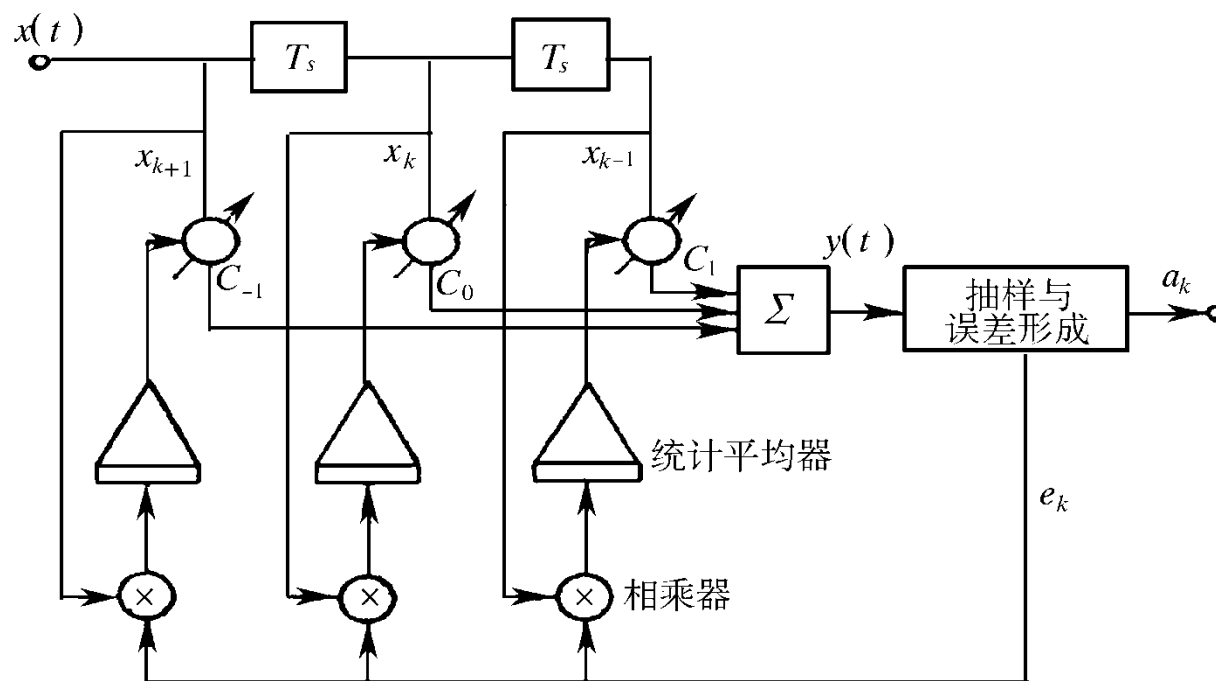 x(t)
T_s
T_s
x_{k+1}
x_k
x_{k-1}
C_{-1}
C_0
C_1
Σ
y(t)
抽样与
误差形成
a_k
统计平均器
e_k
×
×
×
相乘器